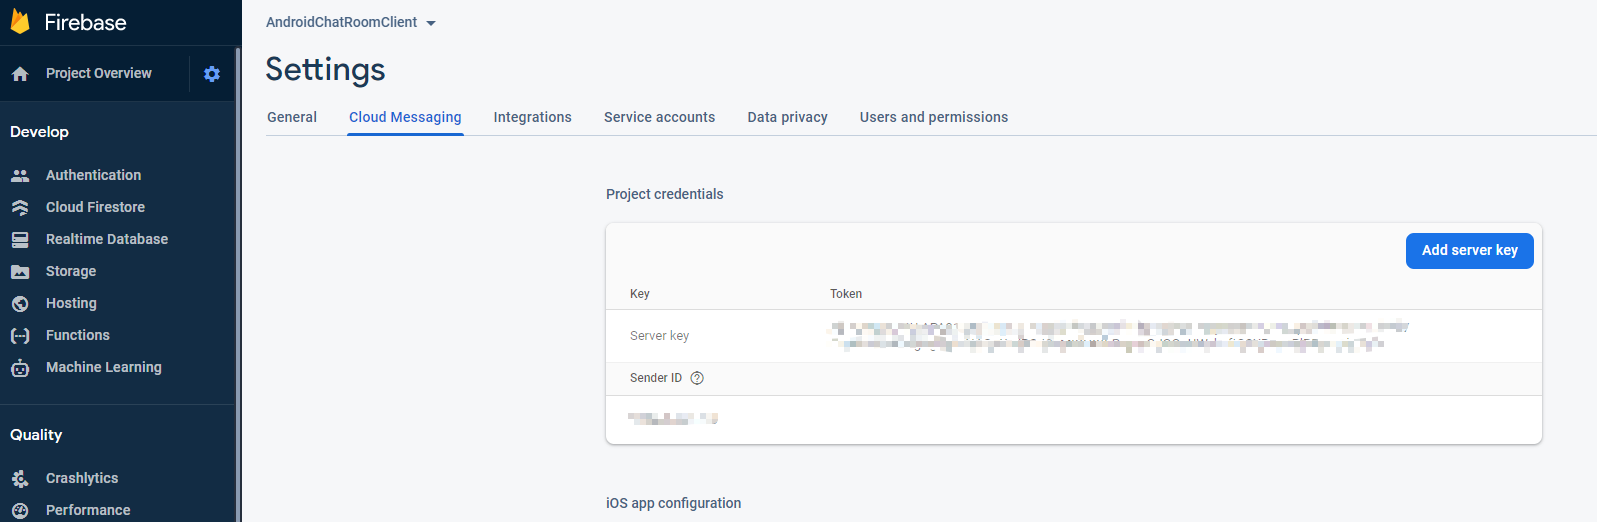 Firebase
Project Overview
Develop
Authentication
Cloud Firestore
Realtime Database
Storage
Hosting
Functions
Machine Learning
Quality
Crashlytics
Performance
AndroidChatRoomClient
Settings
General Cloud Messaging Integrations Service accounts Data privacy Users and permissions
Project credentials
Add server key
Key Token
Server key
Sender ID
iOS app configuration